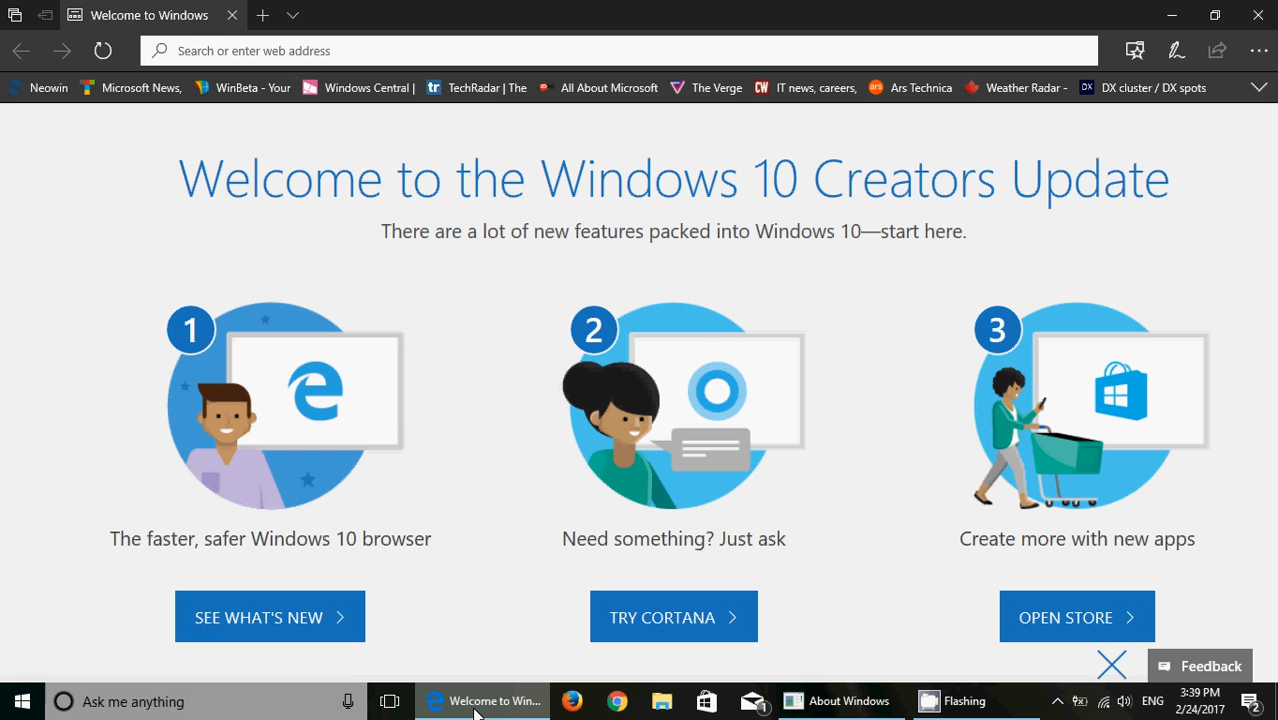 Welcome to Windows
Search or enter web address
Neowin
Microsoft News,
WinBeta - Your
Windows Central |
tr
TechRadar | The
All About Microsoft
The Verge
CW
IT news, careers,
ars
Ars Technica
Weather Radar -
DX
DX cluster / DX spots
Welcome to the Windows 10 Creators Update
There are a lot of new features packed into Windows 10—start here.
1
2
3
The faster, safer Windows 10 browser
Need something? Just ask
Create more with new apps
SEE WHAT'S NEW
TRY CORTANA
OPEN STORE
Feedback
Ask me anything
Welcome to Win...
1
About Windows
Flashing
ENG
3:39 PM
2/24/2017
2